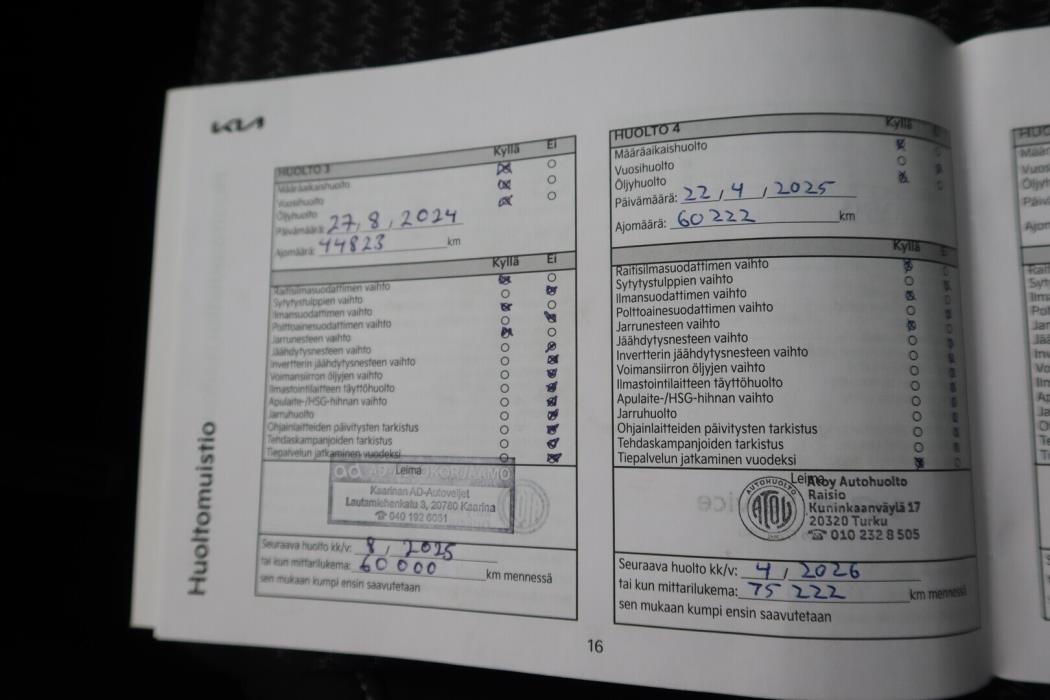 KIA
HUOLTO 3 Kyllä Ei
Määräaikaishuolto
Vuosihuolto
Öljyhuolto
Päivämäärä: 27, 8, 2024
Ajomäärä: 44823 km
Kyllä Ei
Raitisilmasuodattimen vaihto
Sytytystulppien vaihto
Ilmansuodattimen vaihto
Polttoainesuodattimen vaihto
Jarrunesteen vaihto
Jäähdytysnesteen vaihto
Invertterin jäähdytysnesteen vaihto
Voimansiirron öljyjen vaihto
Ilmastointilaitteen täyttöhuolto
Apulaite-/HSG-hihnan vaihto
Jarruhuolto
Ohjainlaitteiden päivitysten tarkistus
Tehdaskampanjoiden tarkistus
Tiepalvelun jatkaminen vuodeksi
Leima
Kaarinan AD-Autoveljet
Lautamiehenkatu 3, 20780 Kaarina
☎ 040 192 6051
Seuraava huolto kk/v: 8, 2025
tai kun mittarilukema: 60000 km mennessä
sen mukaan kumpi ensin saavutetaan
HUOLTO 4 Kyllä
Määräaikaishuolto
Vuosihuolto
Öljyhuolto
Päivämäärä: 22, 4, 2025
Ajomäärä: 60222 km
Kyllä
Raitisilmasuodattimen vaihto
Sytytystulppien vaihto
Ilmansuodattimen vaihto
Polttoainesuodattimen vaihto
Jarrunesteen vaihto
Jäähdytysnesteen vaihto
Invertterin jäähdytysnesteen vaihto
Voimansiirron öljyjen vaihto
Ilmastointilaitteen täyttöhuolto
Apulaite-/HSG-hihnan vaihto
Jarruhuolto
Ohjainlaitteiden päivitysten tarkistus
Tehdaskampanjoiden tarkistus
Tiepalvelun jatkaminen vuodeksi
Leima
AUTOHUOLTO
ATOY
Atoy Autohuolto
Raisio
Kuninkaanväylä 17
20320 Turku
☎ 010 232 8 505
Seuraava huolto kk/v: 4, 2026
tai kun mittarilukema: 75 222 km mennessä
sen mukaan kumpi ensin saavutetaan
Huoltomuistio
16